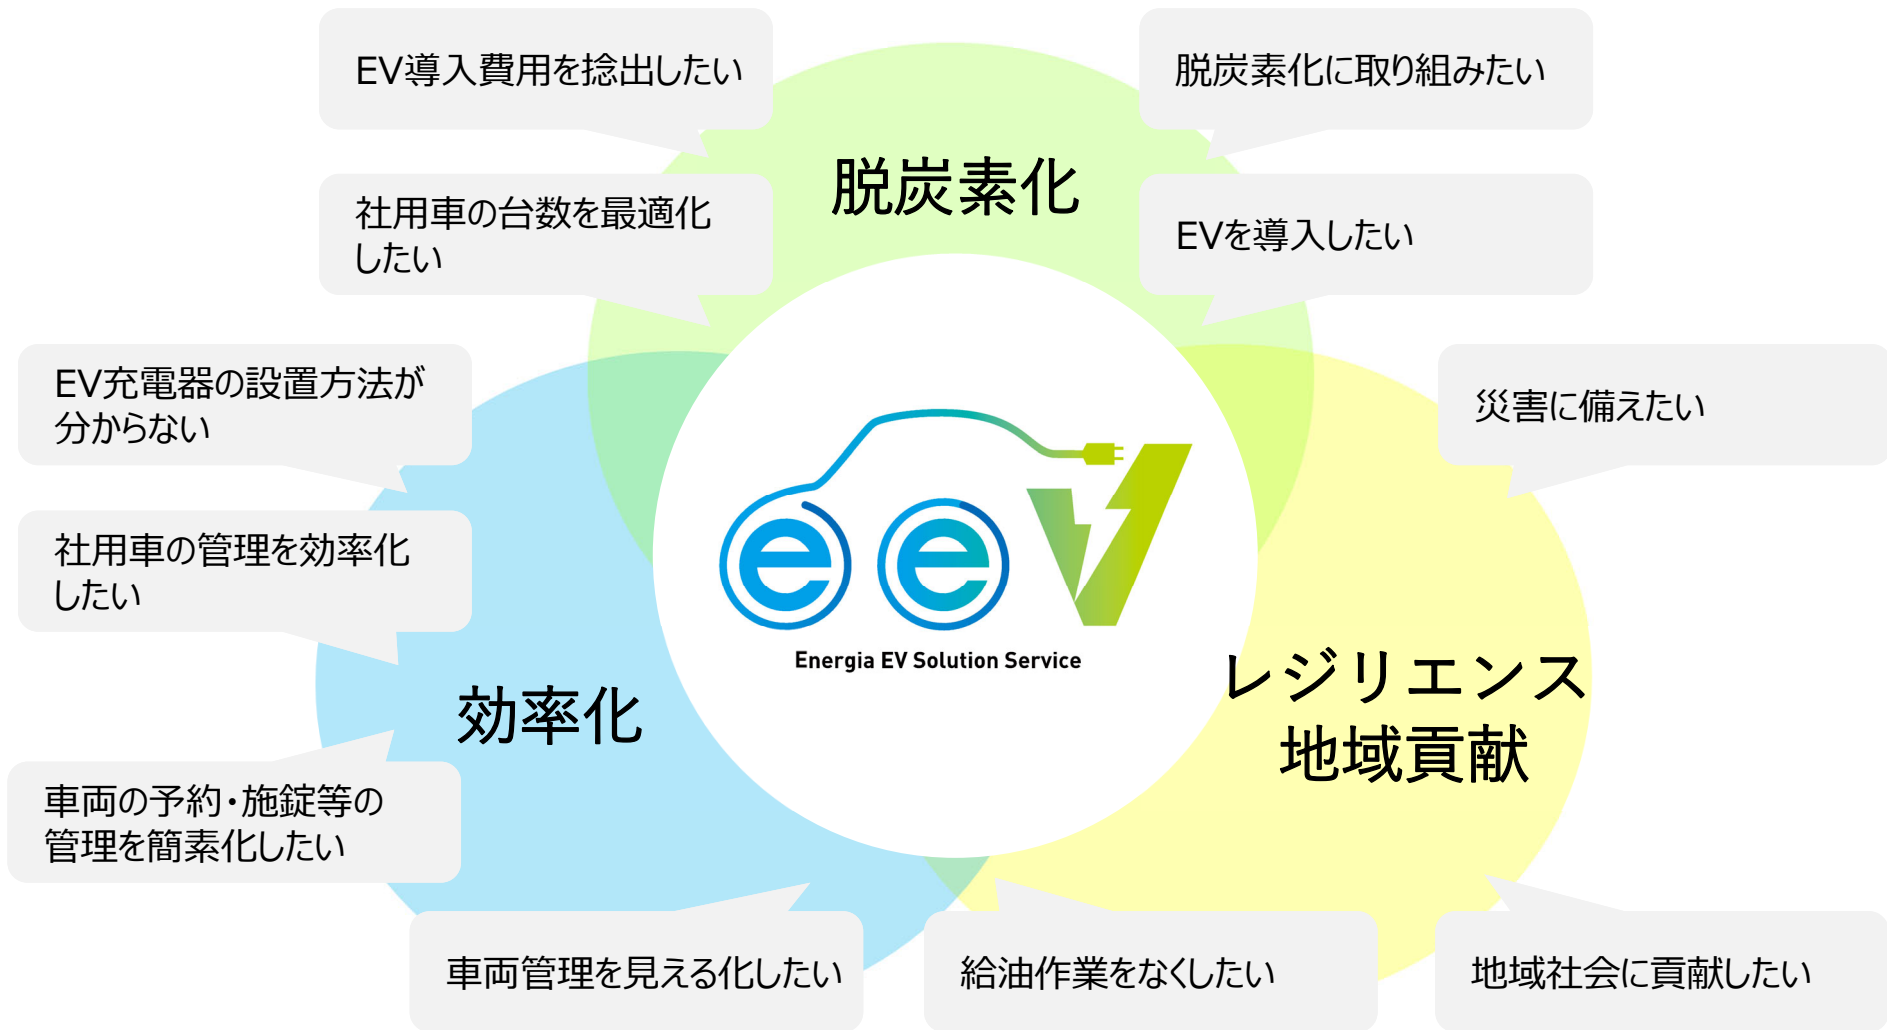 EV導入費用を捻出したい
脱炭素化に取り組みたい
脱炭素化
社用車の台数を最適化
したい
EVを導入したい
EV充電器の設置方法が
分からない
災害に備えたい
eeV
Energia EV Solution Service
社用車の管理を効率化
したい
効率化
レジリエンス
地域貢献
車両の予約・施錠等の
管理を簡素化したい
車両管理を見える化したい
給油作業をなくしたい
地域社会に貢献したい